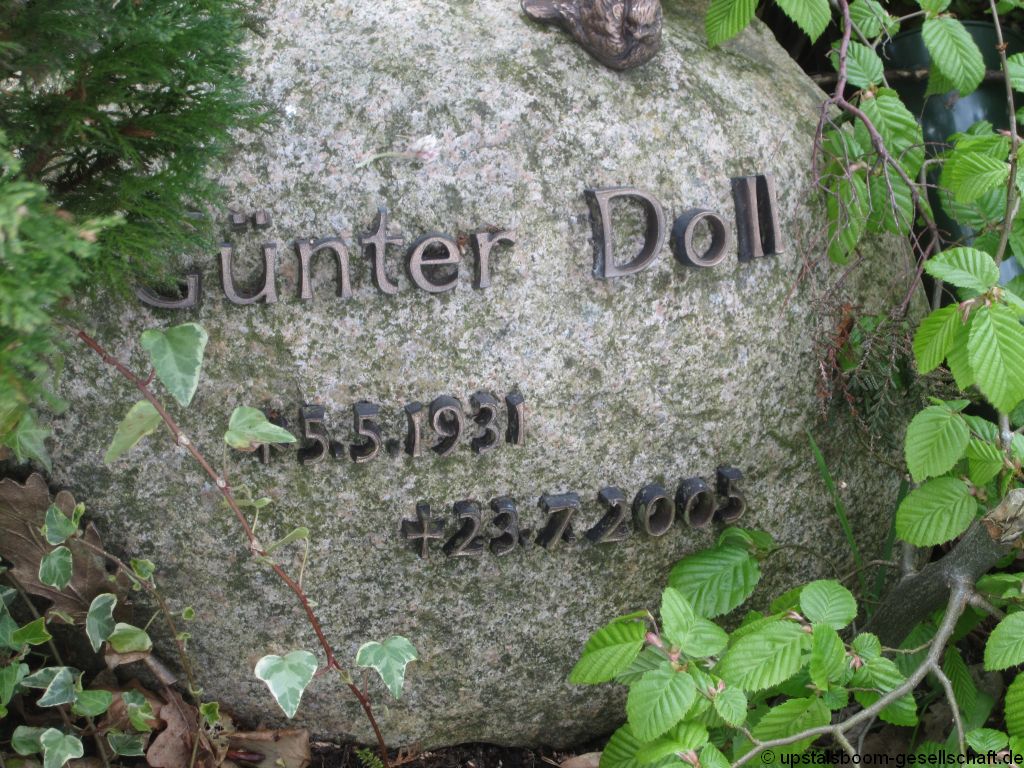 Günter Doll
* 5.5.1931
+ 23.7.2005
© upstalsboom-gesellschaft.de